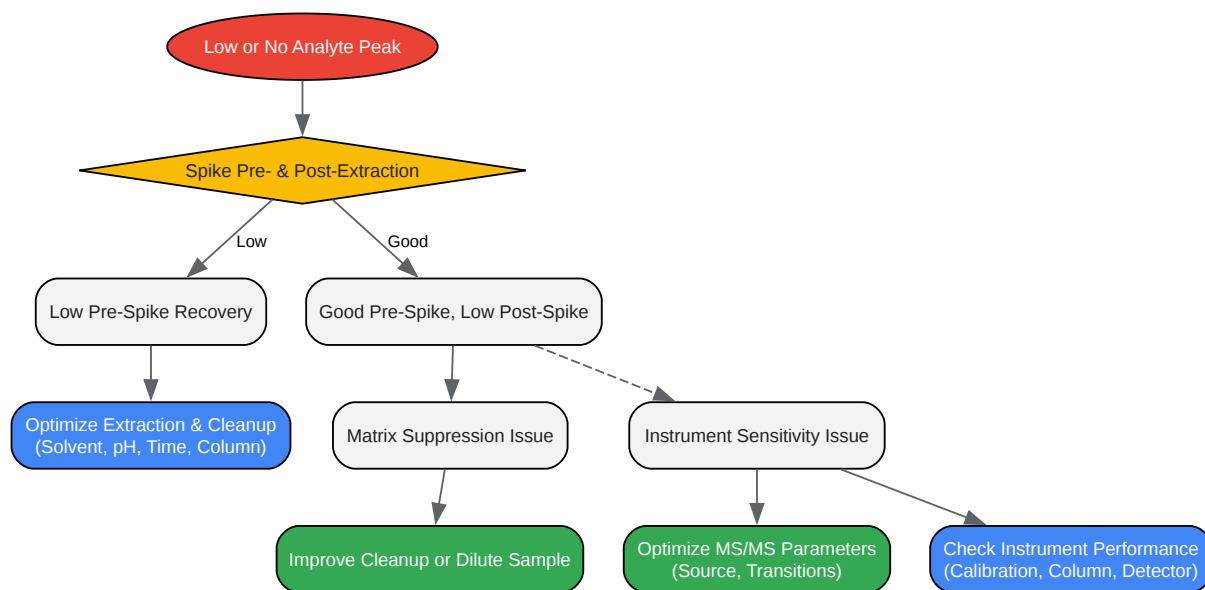 Low or No Analyte Peak
Spike Pre- & Post-Extraction
Low
Good
Low Pre-Spike Recovery
Good Pre-Spike, Low Post-Spike
Optimize Extraction & Cleanup
(Solvent, pH, Time, Column)
Matrix Suppression Issue
Instrument Sensitivity Issue
Improve Cleanup or Dilute Sample
Optimize MS/MS Parameters
(Source, Transitions)
Check Instrument Performance
(Calibration, Column, Detector)